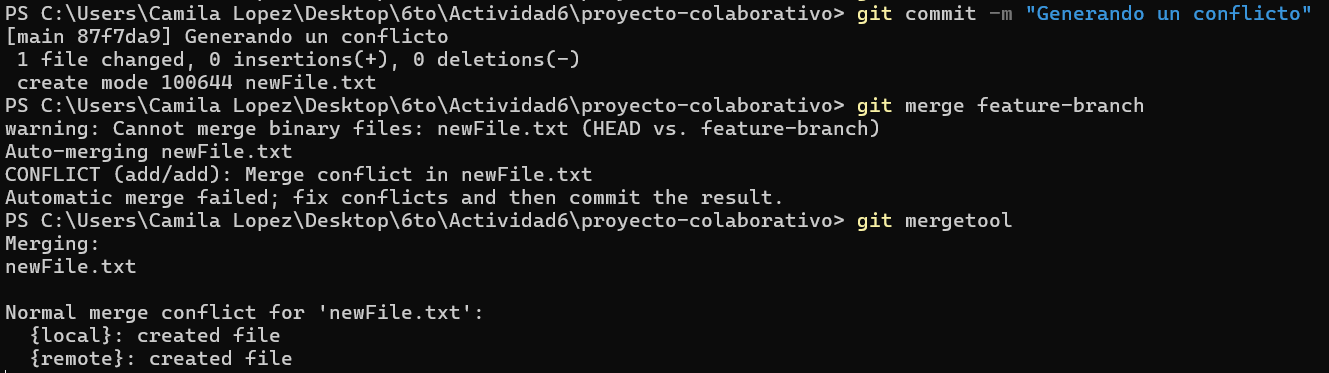 PS C:\Users\Camila Lopez\Desktop\6to\Actividad6\proyecto-colaborativo> git commit -m "Generando un conflicto"
[main 87f7da9] Generando un conflicto
 1 file changed, 0 insertions(+), 0 deletions(-)
 create mode 100644 newFile.txt
PS C:\Users\Camila Lopez\Desktop\6to\Actividad6\proyecto-colaborativo> git merge feature-branch
warning: Cannot merge binary files: newFile.txt (HEAD vs. feature-branch)
Auto-merging newFile.txt
CONFLICT (add/add): Merge conflict in newFile.txt
Automatic merge failed; fix conflicts and then commit the result.
PS C:\Users\Camila Lopez\Desktop\6to\Actividad6\proyecto-colaborativo> git mergetool
Merging:
newFile.txt

Normal merge conflict for 'newFile.txt':
  {local}: created file
  {remote}: created file